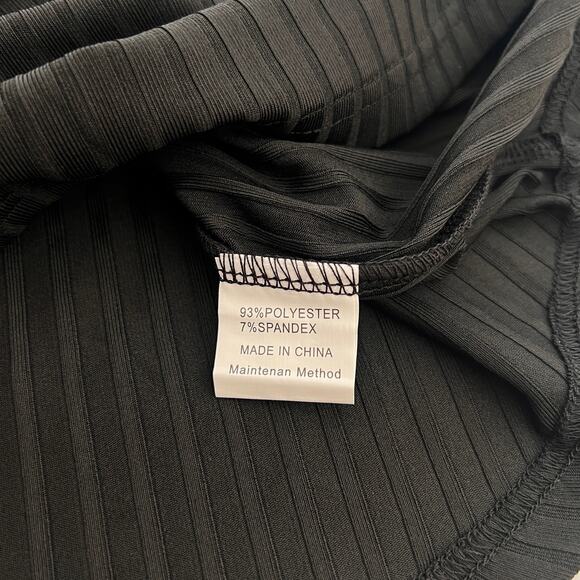 93%POLYESTER
7%SPANDEX
MADE IN CHINA
Maintenan Method